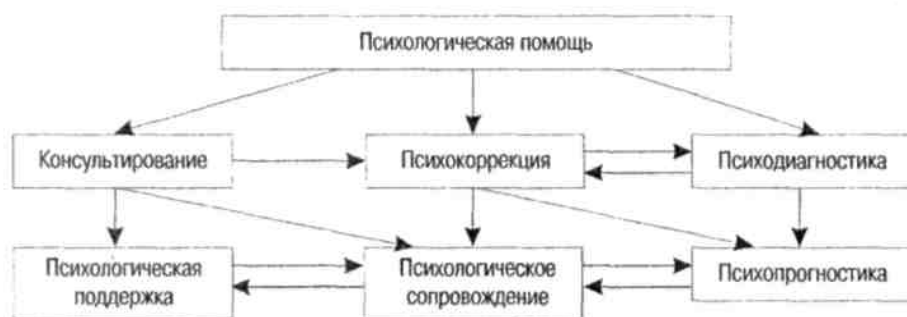 Психологическая помощь
Консультирование
Психокоррекция
Психодиагностика
Психологическая
поддержка
Психологическое
сопровождение
Психопрогностика